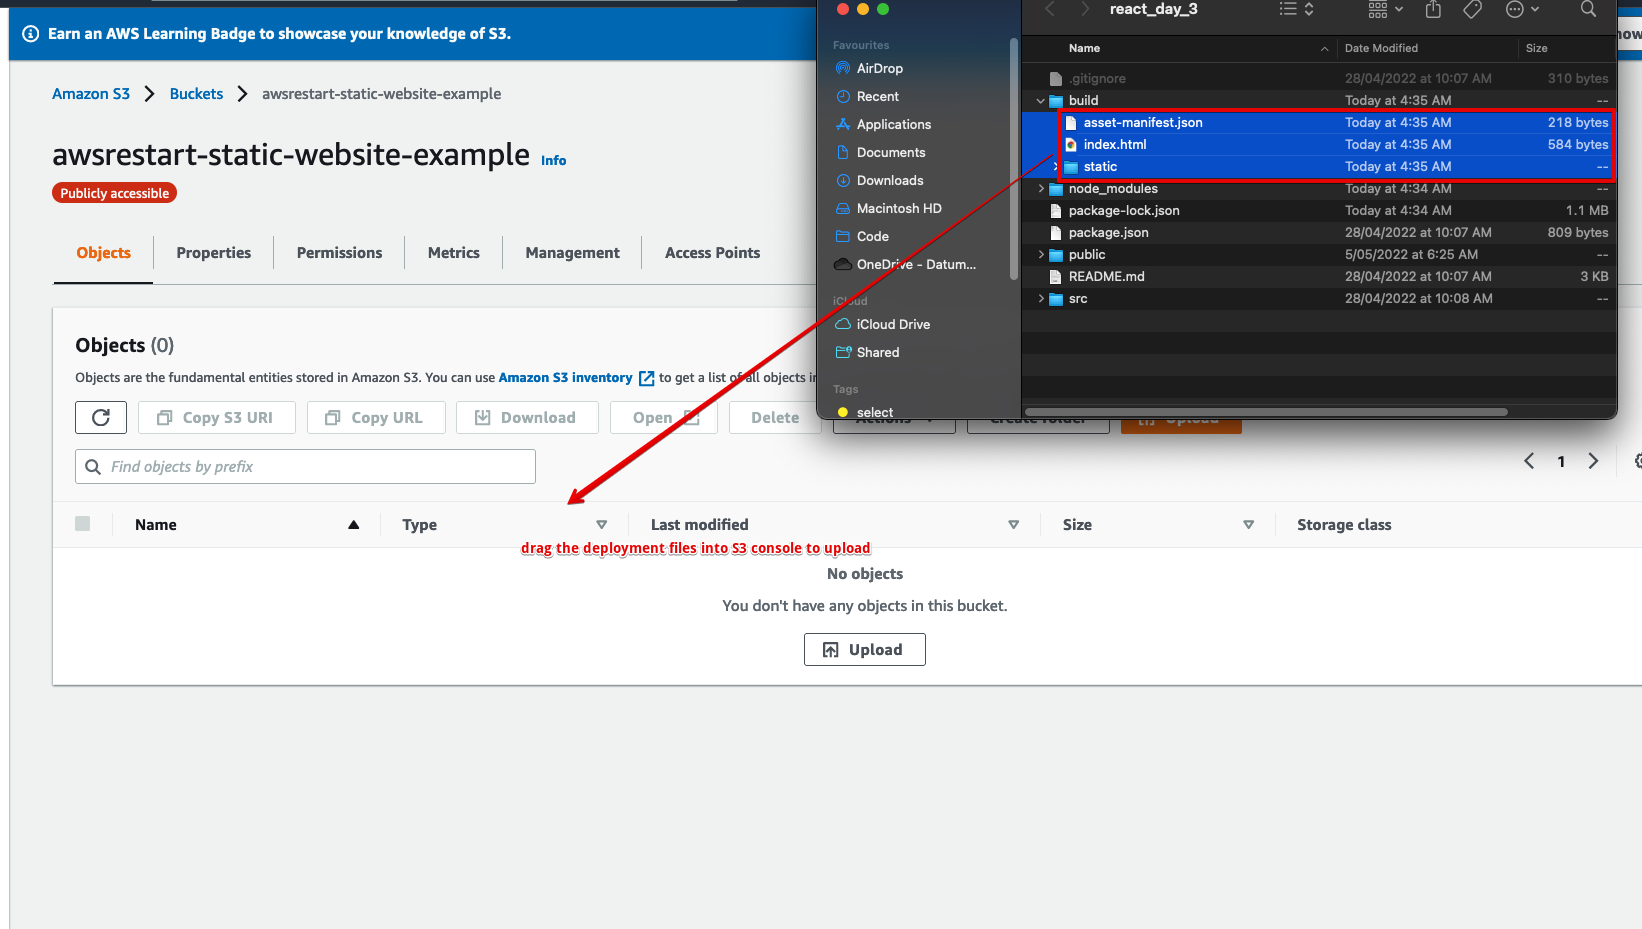 Earn an AWS Learning Badge to showcase your knowledge of S3.
Amazon S3 > Buckets > awsrestart-static-website-example
awsrestart-static-website-example Info
Publicly accessible
Objects Properties Permissions Metrics Management Access Points
Objects (0)
Objects are the fundamental entities stored in Amazon S3. You can use Amazon S3 inventory to get a list of all objects in
Copy S3 URI Copy URL Download Open Delete Actions Create folder Upload
Find objects by prefix
1
Name Type Last modified Size Storage class
drag the deployment files into S3 console to upload
No objects
You don't have any objects in this bucket.
Upload
react_day_3
Favourites
AirDrop
Recent
Applications
Documents
Downloads
Macintosh HD
Code
OneDrive - Datum...
iCloud
iCloud Drive
Shared
Tags
select
Name Date Modified Size
.gitignore 28/04/2022 at 10:07 AM 310 bytes
build Today at 4:35 AM --
asset-manifest.json Today at 4:35 AM 218 bytes
index.html Today at 4:35 AM 584 bytes
static Today at 4:35 AM --
node_modules Today at 4:34 AM --
package-lock.json Today at 4:34 AM 1.1 MB
package.json 28/04/2022 at 10:07 AM 809 bytes
public 5/05/2022 at 6:25 AM --
README.md 28/04/2022 at 10:07 AM 3 KB
src 28/04/2022 at 10:08 AM --